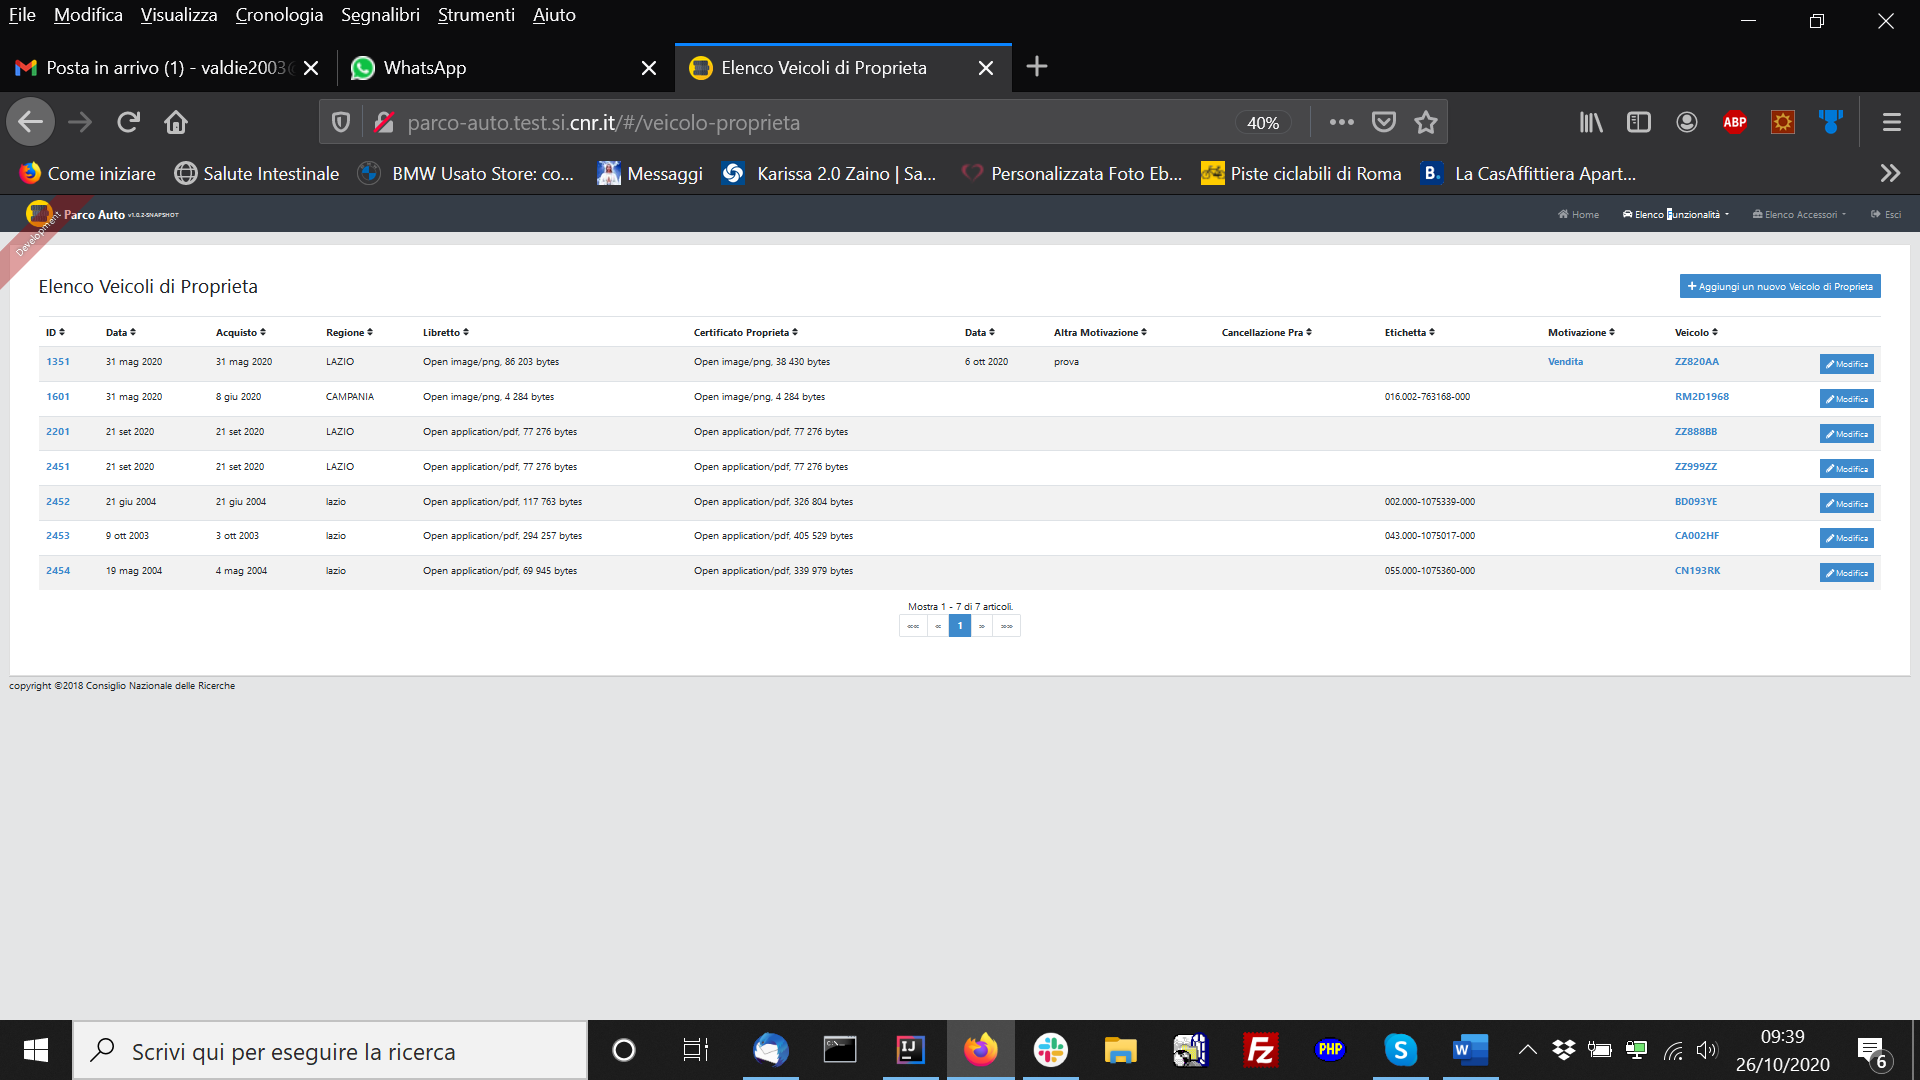 File Modifica Visualizza Cronologia Segnalibri Strumenti Aiuto
Posta in arrivo (1) - valdie2003@ WhatsApp Elenco Veicoli di Proprieta
parco-auto.test.si.cnr.it/#/veicolo-proprieta 40% ABP
Come iniziare Salute Intestinale BMW Usato Store: co... Messaggi Karissa 2.0 Zaino | Sa... Personalizzata Foto Eb... Piste ciclabili di Roma B. La CasAffittiera Apart...
Parco Auto v1.0.2-SNAPSHOT Home Elenco Funzionalità Elenco Accessori Esci
Development
Elenco Veicoli di Proprieta + Aggiungi un nuovo Veicolo di Proprieta
ID Data Acquisto Regione Libretto Certificato Proprieta Data Altra Motivazione Cancellazione Pra Etichetta Motivazione Veicolo
1351 31 mag 2020 31 mag 2020 LAZIO Open image/png, 86 203 bytes Open image/png, 38 430 bytes 6 ott 2020 prova Vendita ZZ820AA Modifica
1601 31 mag 2020 8 giu 2020 CAMPANIA Open image/png, 4 284 bytes Open image/png, 4 284 bytes 016.002-763168-000 RM2D1968 Modifica
2201 21 set 2020 21 set 2020 LAZIO Open application/pdf, 77 276 bytes Open application/pdf, 77 276 bytes ZZ888BB Modifica
2451 21 set 2020 21 set 2020 LAZIO Open application/pdf, 77 276 bytes Open application/pdf, 77 276 bytes ZZ999ZZ Modifica
2452 21 giu 2004 21 giu 2004 lazio Open application/pdf, 117 763 bytes Open application/pdf, 326 804 bytes 002.000-1075339-000 BD093YE Modifica
2453 9 ott 2003 3 ott 2003 lazio Open application/pdf, 294 257 bytes Open application/pdf, 405 529 bytes 043.000-1075017-000 CA002HF Modifica
2454 19 mag 2004 4 mag 2004 lazio Open application/pdf, 69 945 bytes Open application/pdf, 339 979 bytes 055.000-1075360-000 CN193RK Modifica
Mostra 1 - 7 di 7 articoli.
«« « 1 » »»
copyright ©2018 Consiglio Nazionale delle Ricerche
Scrivi qui per eseguire la ricerca IJ FZ PHP S W 09:39
26/10/2020 6